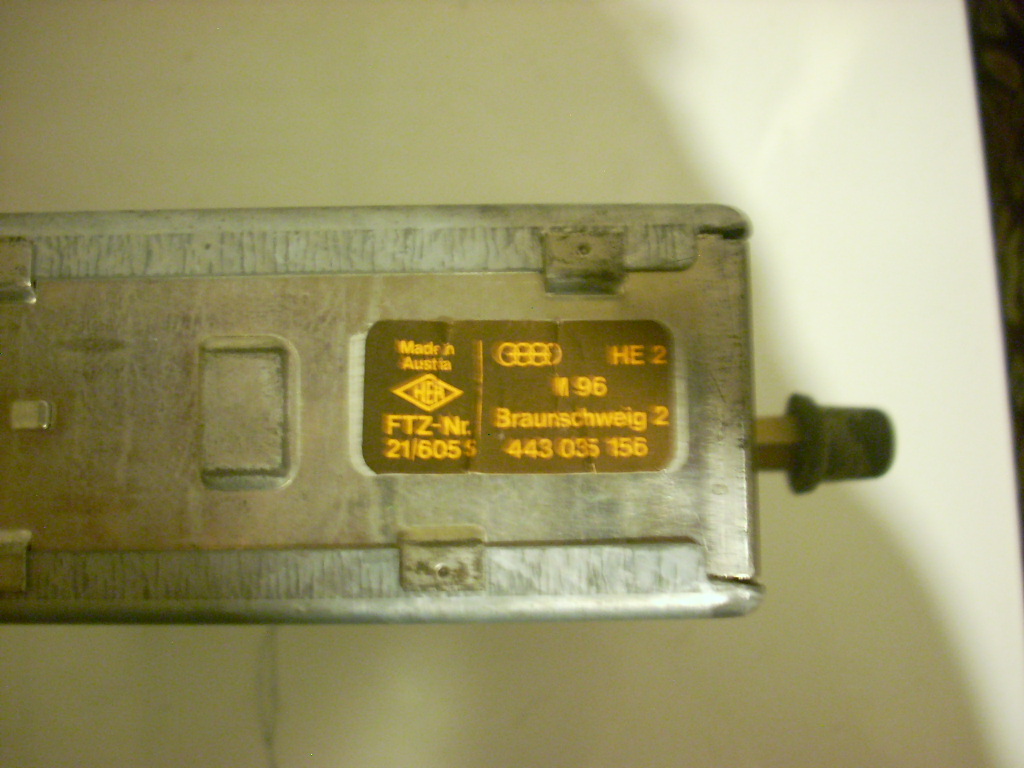 Made in
Austria
HER
FTZ-Nr.
21/605 S
HE 2
M 96
Braunschweig 2
443 035 156